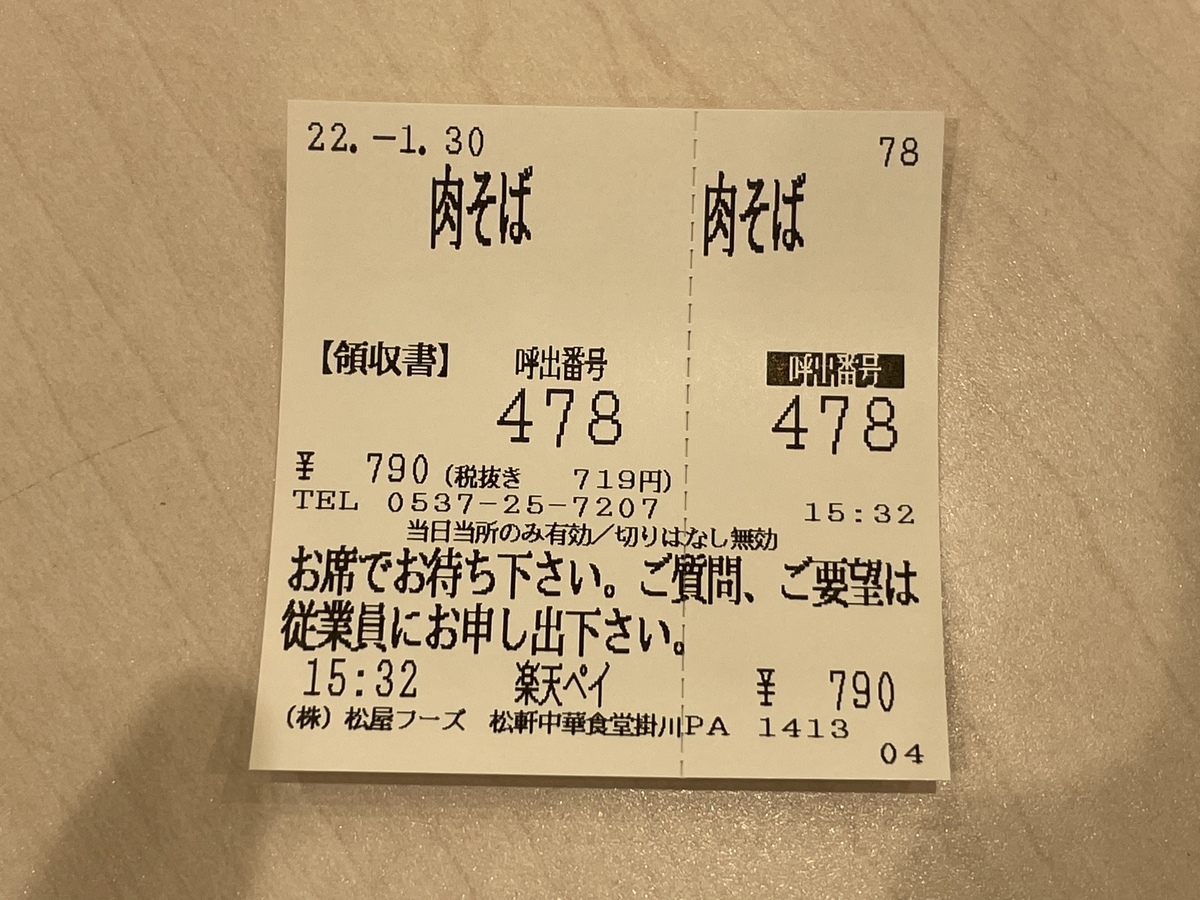 22.-1.30 78
肉そば 肉そば
【領収書】 呼出番号 呼出番号
478 478
¥ 790(税抜き 719円)
TEL 0537-25-7207 15:32
当日当所のみ有効/切りはなし無効
お席でお待ち下さい。ご質問、ご要望は
従業員にお申し出下さい。
15:32 楽天ペイ ¥ 790
(株)松屋フーズ 松軒中華食堂掛川PA 1413
04